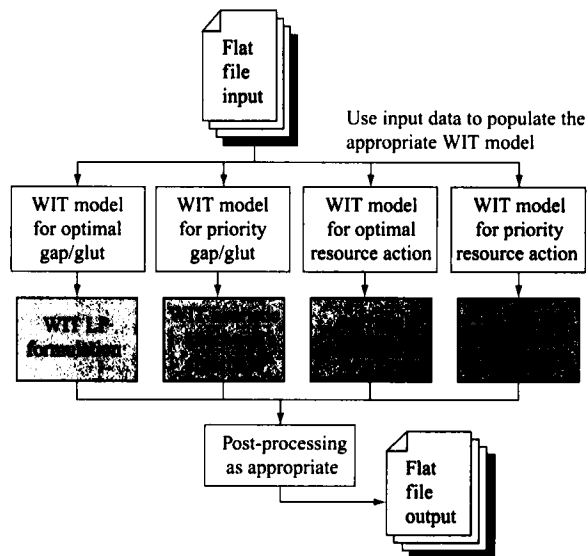 Flat
file
input
Use input data to populate the
appropriate WIT model
WIT model
for optimal
gap/glut
WIT model
for priority
gap/glut
WIT model
for optimal
resource action
WIT model
for priority
resource action
WIT LP
formulation
Post-processing
as appropriate
Flat
file
output